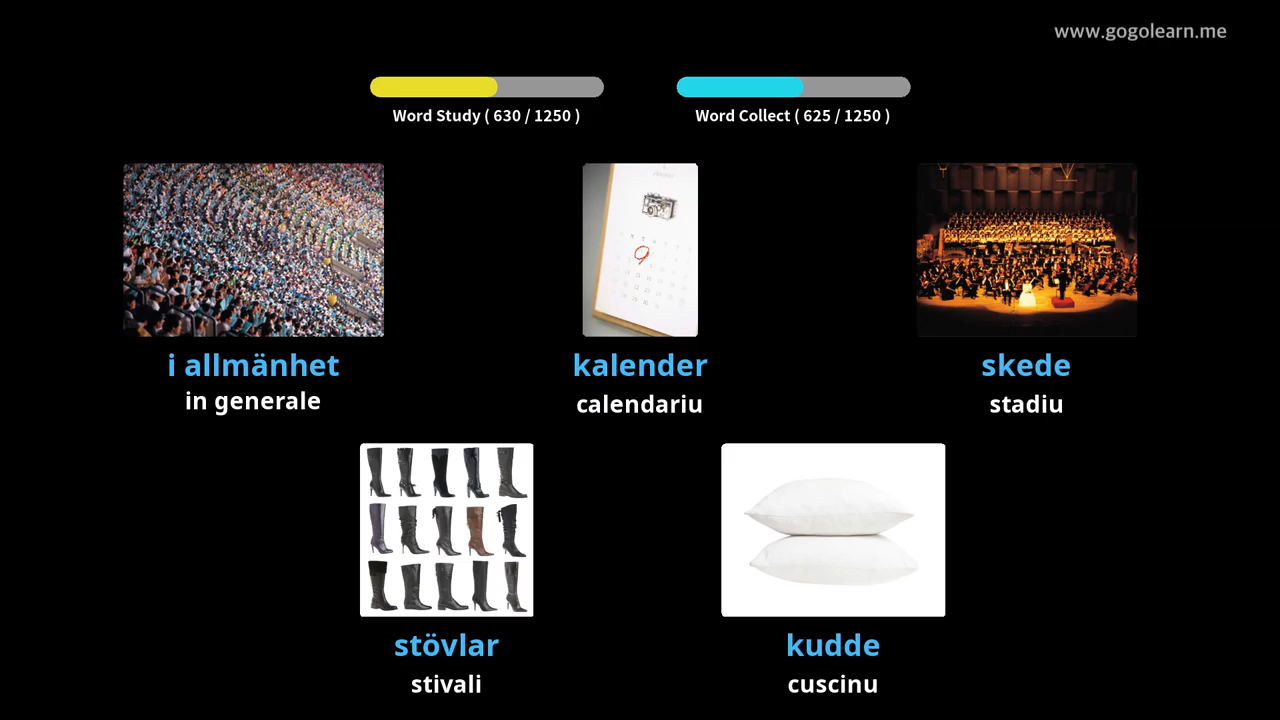 www.gogolearn.me
Word Study ( 630 / 1250 )
Word Collect ( 625 / 1250 )
i allmänhet
in generale
kalender
calendariu
skede
stadiu
stövlar
stivali
kudde
cuscinu